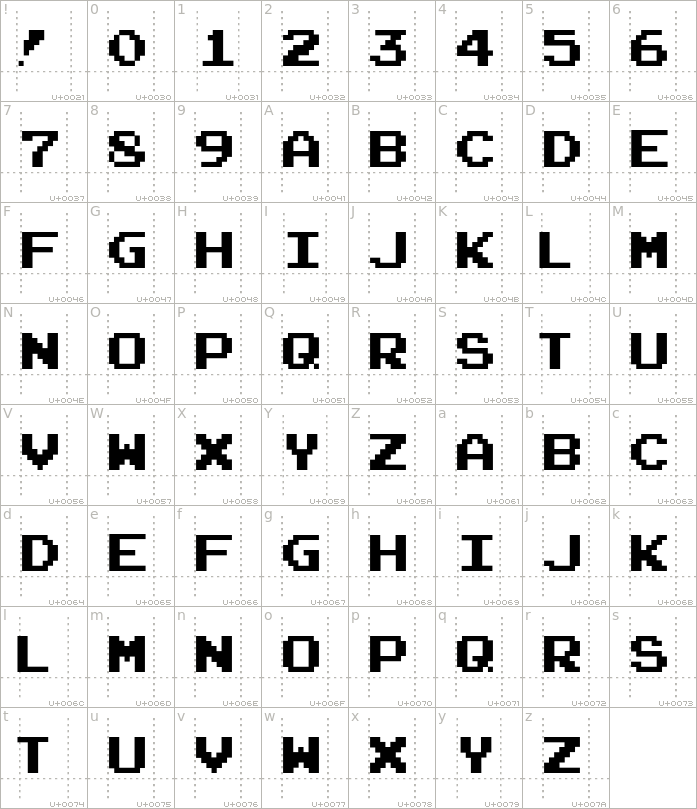 ! 0 1 2 3 4 5 6
! 0 1 2 3 4 5 6
U+0021 U+0030 U+0031 U+0032 U+0033 U+0034 U+0035 U+0036
7 8 9 A B C D E
7 8 9 A B C D E
U+0037 U+0038 U+0039 U+0041 U+0042 U+0043 U+0044 U+0045
F G H I J K L M
F G H I J K L M
U+0046 U+0047 U+0048 U+0049 U+004A U+004B U+004C U+004D
N O P Q R S T U
N O P Q R S T U
U+004E U+004F U+0050 U+0051 U+0052 U+0053 U+0054 U+0055
V W X Y Z a b c
V W X Y Z A B C
U+0056 U+0057 U+0058 U+0059 U+005A U+0061 U+0062 U+0063
d e f g h i j k
D E F G H I J K
U+0064 U+0065 U+0066 U+0067 U+0068 U+0069 U+006A U+006B
l m n o p q r s
L M N O P Q R S
U+006C U+006D U+006E U+006F U+0070 U+0071 U+0072 U+0073
t u v w x y z
T U V W X Y Z
U+0074 U+0075 U+0076 U+0077 U+0078 U+0079 U+007A